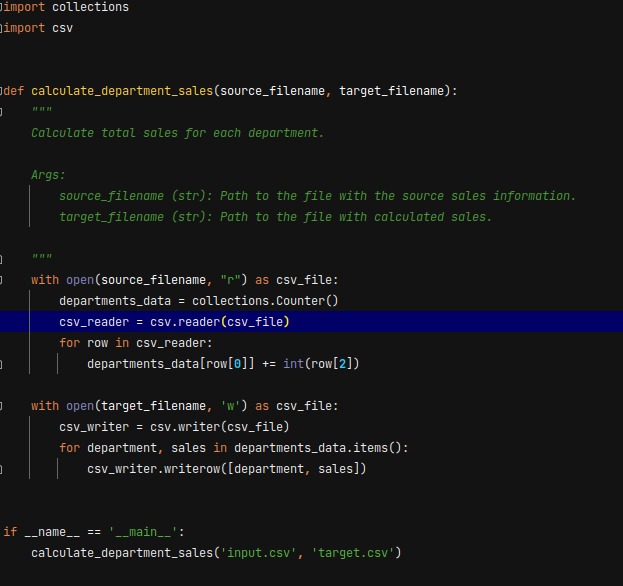 import collections
import csv
def calculate_department_sales(source_filename, target_filename):
"""
Calculate total sales for each department.
Args:
source_filename (str): Path to the file with the source sales information.
target_filename (str): Path to the file with calculated sales.
"""
with open(source_filename, "r") as csv_file:
departments_data = collections.Counter()
csv_reader = csv.reader(csv_file)
for row in csv_reader:
departments_data[row[0]] += int(row[2])
with open(target_filename, 'w') as csv_file:
csv_writer = csv.writer(csv_file)
for department, sales in departments_data.items():
csv_writer.writerow([department, sales])
if __name__ == '__main__':
calculate_department_sales('input.csv', 'target.csv')